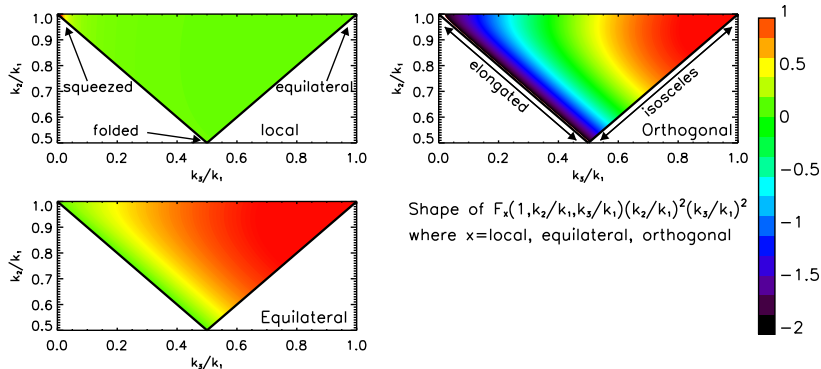 1.0
0.9
0.8
0.7
0.6
0.5
k₂/k₁
squeezed
equilateral
folded
local
0.0 0.2 0.4 0.6 0.8 1.0
k₃/k₁
1.0
0.9
0.8
0.7
0.6
0.5
k₂/k₁
elongated
isosceles
Orthogonal
0.0 0.2 0.4 0.6 0.8 1.0
k₃/k₁
1
0.5
0
−0.5
−1
−1.5
−2
1.0
0.9
0.8
0.7
0.6
0.5
k₂/k₁
Equilateral
0.0 0.2 0.4 0.6 0.8 1.0
k₃/k₁
Shape of Fₓ(1,k₂/k₁,k₃/k₁)(k₂/k₁)²(k₃/k₁)²
where x=local, equilateral, orthogonal